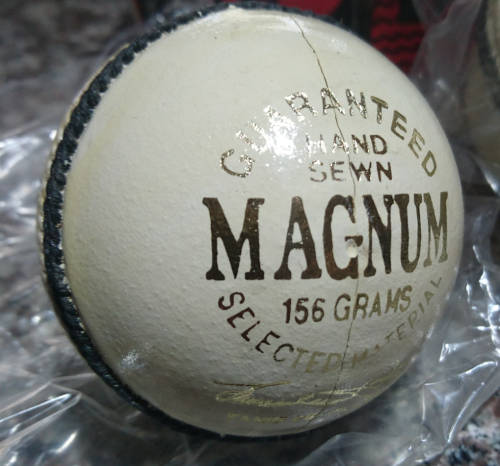 GUARANTEED
HAND
SEWN
MAGNUM
156 GRAMS
SELECTED MATERIAL